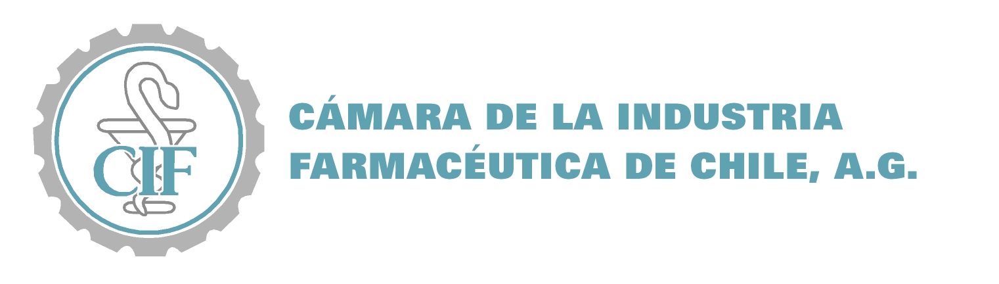 CIF
CÁMARA DE LA INDUSTRIA
FARMACÉUTICA DE CHILE, A.G.